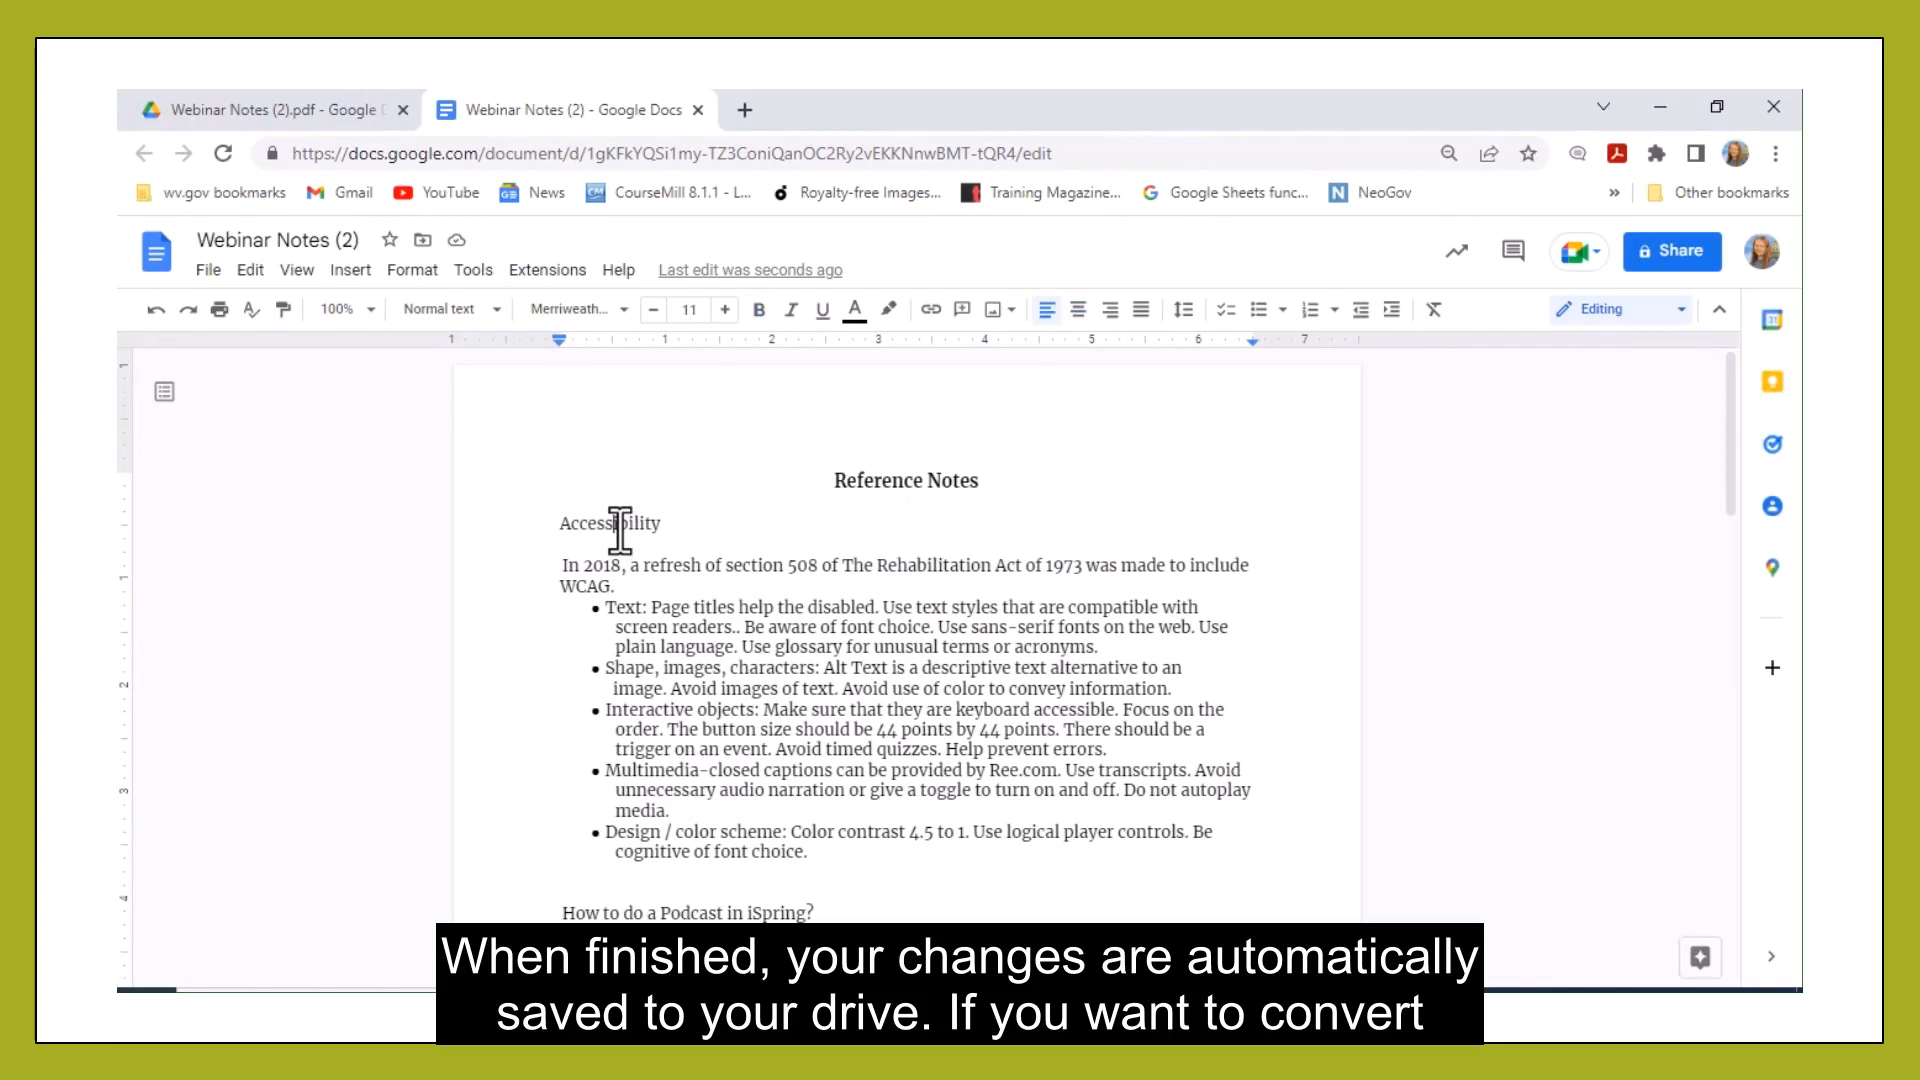 Webinar Notes (2).pdf - Google D
Webinar Notes (2) - Google Docs
https://docs.google.com/document/d/1gKFkYQSi1my-TZ3ConiQanOC2Ry2vEKKNnwBMT-tQR4/edit
wv.gov bookmarks Gmail YouTube News CourseMill 8.1.1 - L... Royalty-free Images... Training Magazine... Google Sheets func... NeoGov » Other bookmarks
Webinar Notes (2)
Share
File Edit View Insert Format Tools Extensions Help Last edit was seconds ago
100% Normal text Merriweath... 11 Editing
1 1 2 3 4 5 6 7
Reference Notes
Accessibility
In 2018, a refresh of section 508 of The Rehabilitation Act of 1973 was made to include
WCAG.
● Text: Page titles help the disabled. Use text styles that are compatible with
screen readers.. Be aware of font choice. Use sans-serif fonts on the web. Use
plain language. Use glossary for unusual terms or acronyms.
● Shape, images, characters: Alt Text is a descriptive text alternative to an
image. Avoid images of text. Avoid use of color to convey information.
● Interactive objects: Make sure that they are keyboard accessible. Focus on the
order. The button size should be 44 points by 44 points. There should be a
trigger on an event. Avoid timed quizzes. Help prevent errors.
● Multimedia-closed captions can be provided by Ree.com. Use transcripts. Avoid
unnecessary audio narration or give a toggle to turn on and off. Do not autoplay
media.
● Design / color scheme: Color contrast 4.5 to 1. Use logical player controls. Be
cognitive of font choice.
How to do a Podcast in iSpring?
When finished, your changes are automatically
saved to your drive. If you want to convert